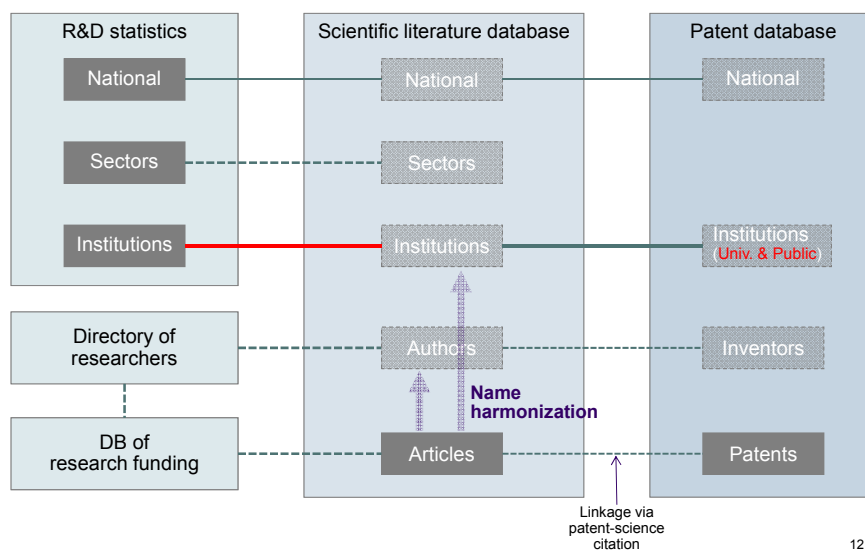 R&D statistics
Scientific literature database
Patent database
National
National
National
Sectors
Sectors
Institutions
Institutions
Institutions
(Univ. & Public)
Directory of
researchers
Authors
Inventors
Name
harmonization
DB of
research funding
Articles
Patents
Linkage via
patent-science
citation
12